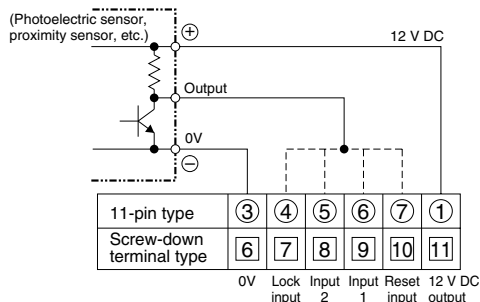 (Photoelectric sensor,
proximity sensor, etc.)
⊕
12 V DC
Output
0V
⊖
11-pin type ③ ④ ⑤ ⑥ ⑦ ①
Screw-down
terminal type 6 7 8 9 10 11
0V Lock input Input 2 Input 1 Reset input 12 V DC output